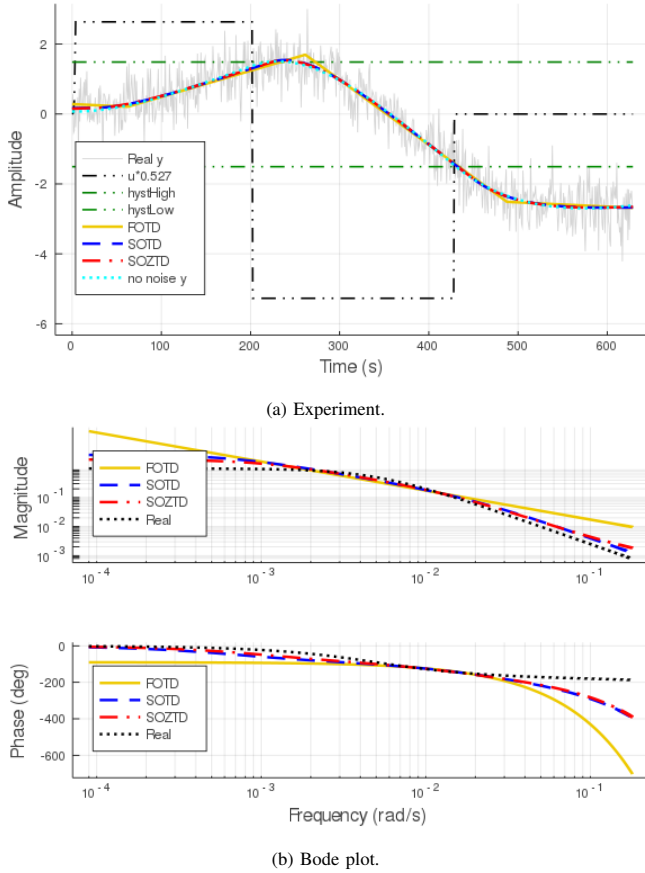 2
0
-2
-4
-6
Amplitude
Real y
u*0.527
hystHigh
hystLow
FOTD
SOTD
SOZTD
no noise y
0 100 200 300 400 500 600
Time (s)
(a) Experiment.
Magnitude
10⁻¹
10⁻²
10⁻³
FOTD
SOTD
SOZTD
Real
10⁻⁴ 10⁻³ 10⁻² 10⁻¹
Phase (deg)
0
-200
-400
-600
FOTD
SOTD
SOZTD
Real
10⁻⁴ 10⁻³ 10⁻² 10⁻¹
Frequency (rad/s)
(b) Bode plot.